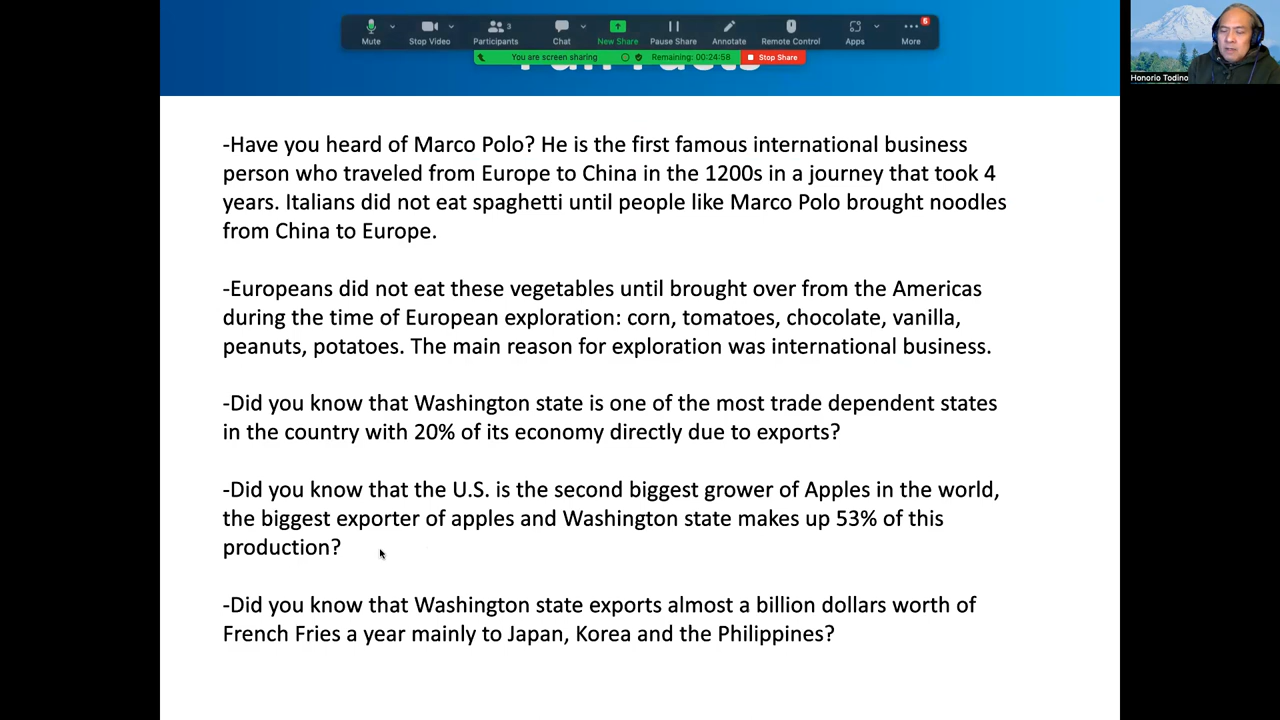 Mute
Stop Video
Participants
3
Chat
New Share
Pause Share
Annotate
Remote Control
Apps
More
6
You are screen sharing
Remaining: 00:24:58
Stop Share
Honorio Todino
-Have you heard of Marco Polo? He is the first famous international business
person who traveled from Europe to China in the 1200s in a journey that took 4
years. Italians did not eat spaghetti until people like Marco Polo brought noodles
from China to Europe.
-Europeans did not eat these vegetables until brought over from the Americas
during the time of European exploration: corn, tomatoes, chocolate, vanilla,
peanuts, potatoes. The main reason for exploration was international business.
-Did you know that Washington state is one of the most trade dependent states
in the country with 20% of its economy directly due to exports?
-Did you know that the U.S. is the second biggest grower of Apples in the world,
the biggest exporter of apples and Washington state makes up 53% of this
production?
-Did you know that Washington state exports almost a billion dollars worth of
French Fries a year mainly to Japan, Korea and the Philippines?